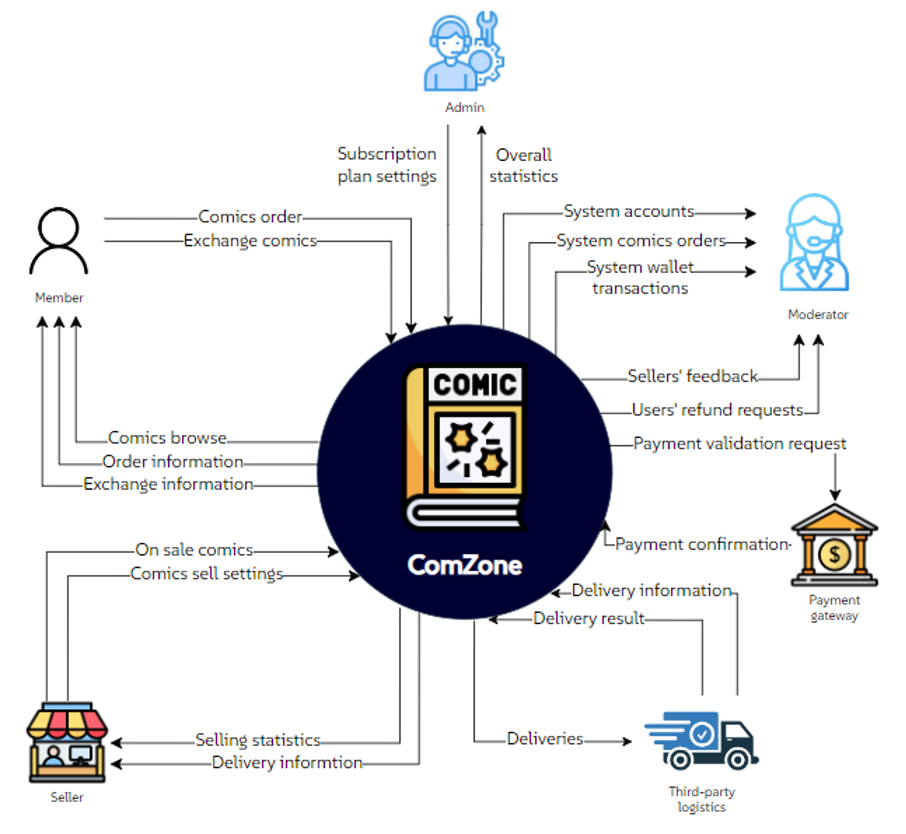 Admin
Subscription
plan settings
Overall
statistics
Comics order
Exchange comics
System accounts
System comics orders
System wallet
transactions
Member
Moderator
COMIC
Sellers' feedback
Users' refund requests
Comics browse
Order information
Exchange information
Payment validation request
$
On sale comics
Comics sell settings
ComZone
Payment confirmation
Delivery information
Delivery result
Payment
gateway
Selling statistics
Delivery informtion
Deliveries
Seller
Third-party
logistics